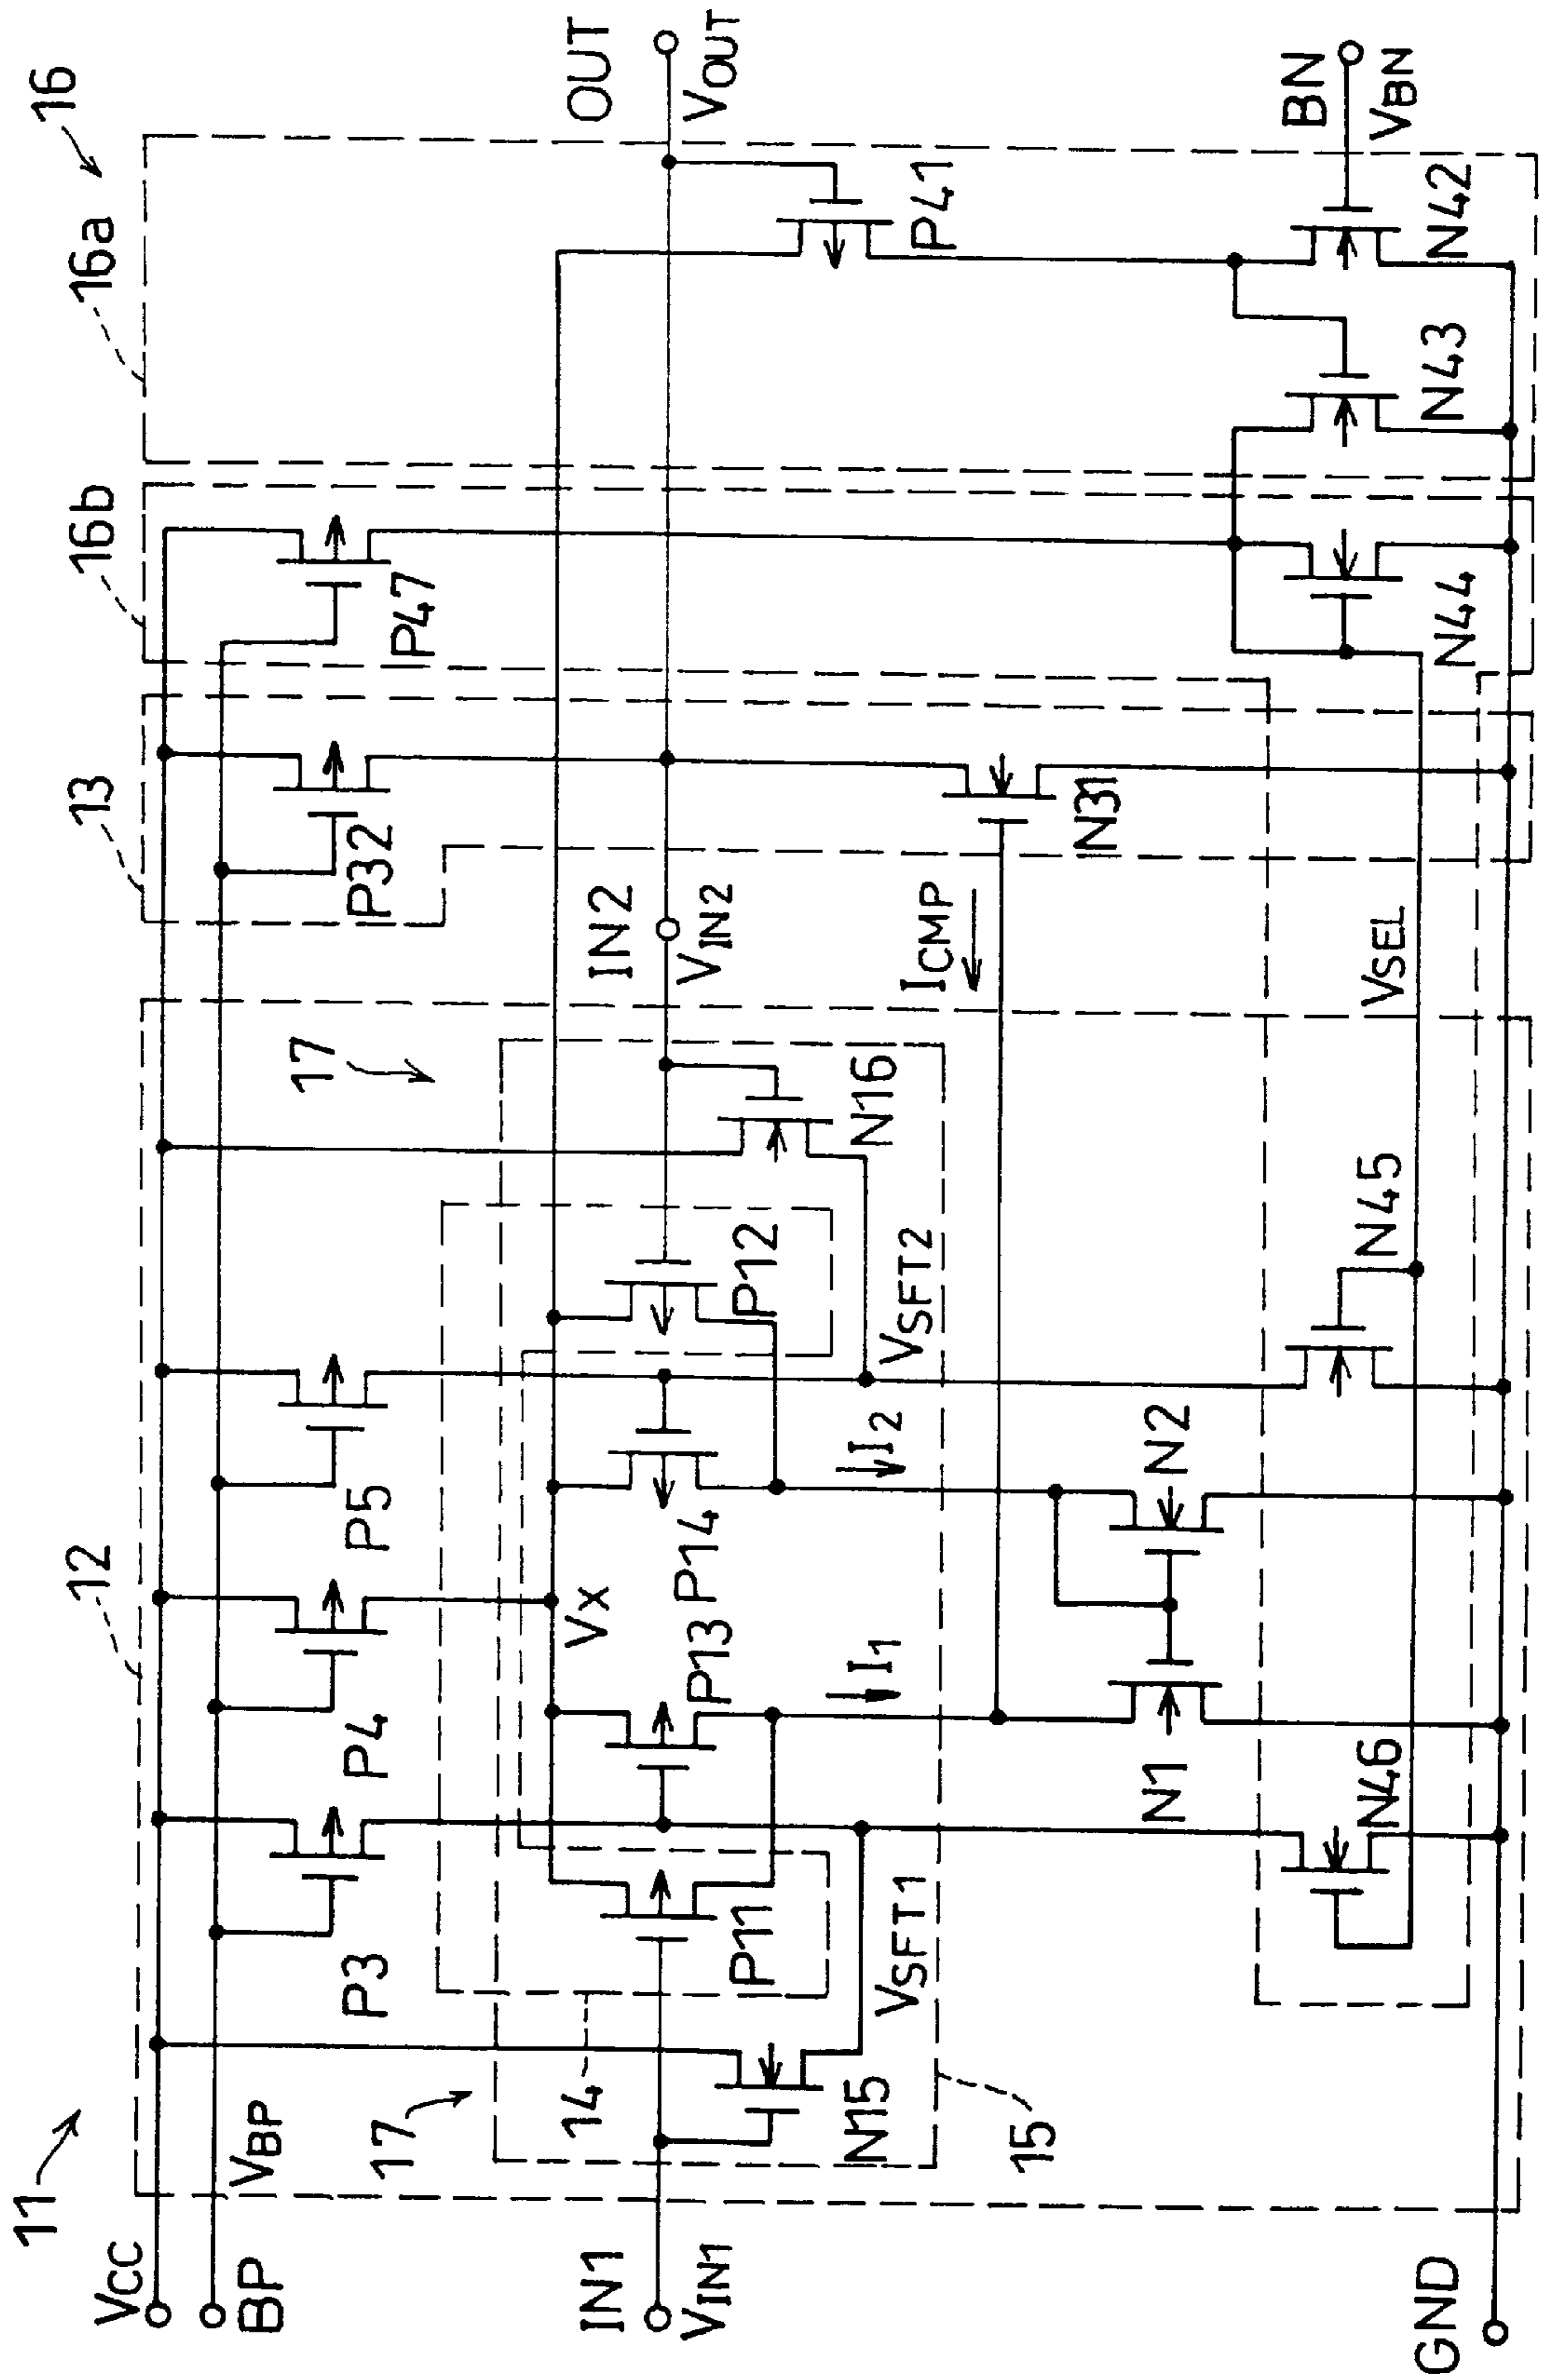 11
12
13
16b
16a
16
VCC
BP
VBP
P3
P4
P5
P32
P47
OUT
VOUT
IN1
VIN1
17
14
N15
P11
P13
VX
P14
P12
17
N16
IN2
VIN2
P41
VSFT1
I1
I2
VSFT2
ICMP
N31
15
N1
N2
N46
N45
VSEL
N44
N43
N42
BN
VBN
GND